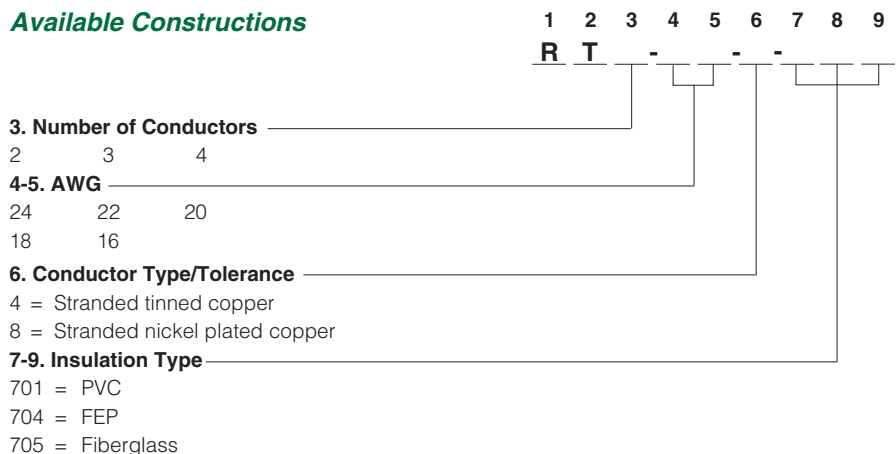 Available Constructions
1 2 3 4 5 6 7 8 9
R T - - -
3. Number of Conductors
2 3 4
4-5. AWG
24 22 20
18 16
6. Conductor Type/Tolerance
4 = Stranded tinned copper
8 = Stranded nickel plated copper
7-9. Insulation Type
701 = PVC
704 = FEP
705 = Fiberglass